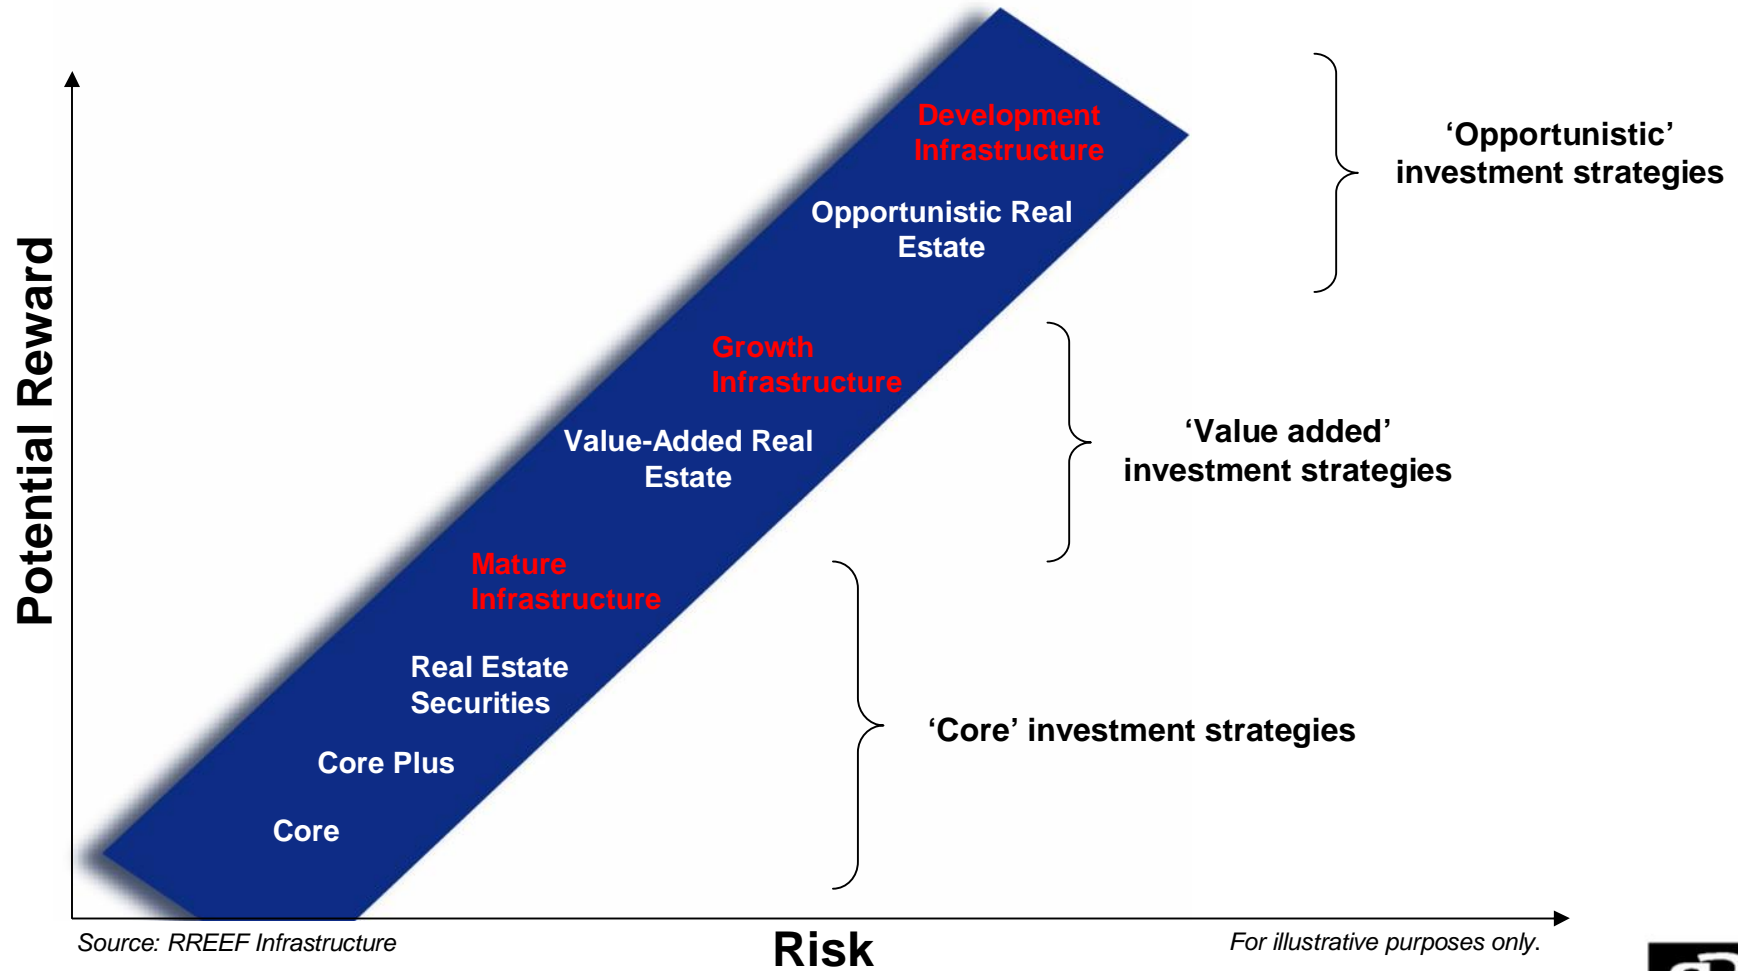 Potential Reward
Development
Infrastructure
Opportunistic Real
Estate
Growth
Infrastructure
Value-Added Real
Estate
Mature
Infrastructure
Real Estate
Securities
Core Plus
Core
‘Opportunistic’
investment strategies
‘Value added’
investment strategies
‘Core’ investment strategies
Source: RREEF Infrastructure
Risk
For illustrative purposes only.